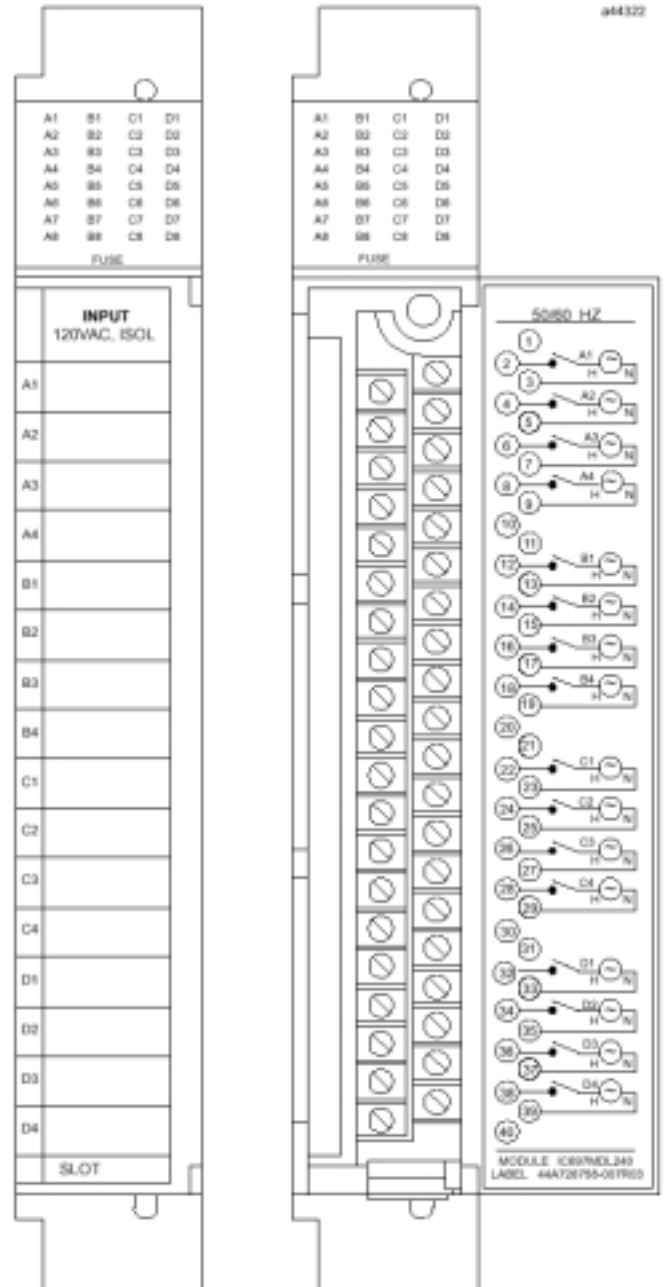 a44322
A1 B1 C1 D1
A2 B2 C2 D2
A3 B3 C3 D3
A4 B4 C4 D4
A5 B5 C5 D5
A6 B6 C6 D6
A7 B7 C7 D7
A8 B8 C8 D8
FUSE
INPUT
120VAC, ISOL
A1
A2
A3
A4
B1
B2
B3
B4
C1
C2
C3
C4
D1
D2
D3
D4
SLOT
A1 B1 C1 D1
A2 B2 C2 D2
A3 B3 C3 D3
A4 B4 C4 D4
A5 B5 C5 D5
A6 B6 C6 D6
A7 B7 C7 D7
A8 B8 C8 D8
FUSE
50/60 HZ
1
2 A1 H N
3
4 A2 H N
5
6 A3 H N
7
8 A4 H N
9
10
11
12 B1 H N
13
14 B2 H N
15
16 B3 H N
17
18 B4 H N
19
20
21
22 C1 H N
23
24 C2 H N
25
26 C3 H N
27
28 C4 H N
29
30
31
32 D1 H N
33
34 D2 H N
35
36 D3 H N
37
38 D4 H N
39
40
MODULE IC697MDL240
LABEL 44A726758-007R03